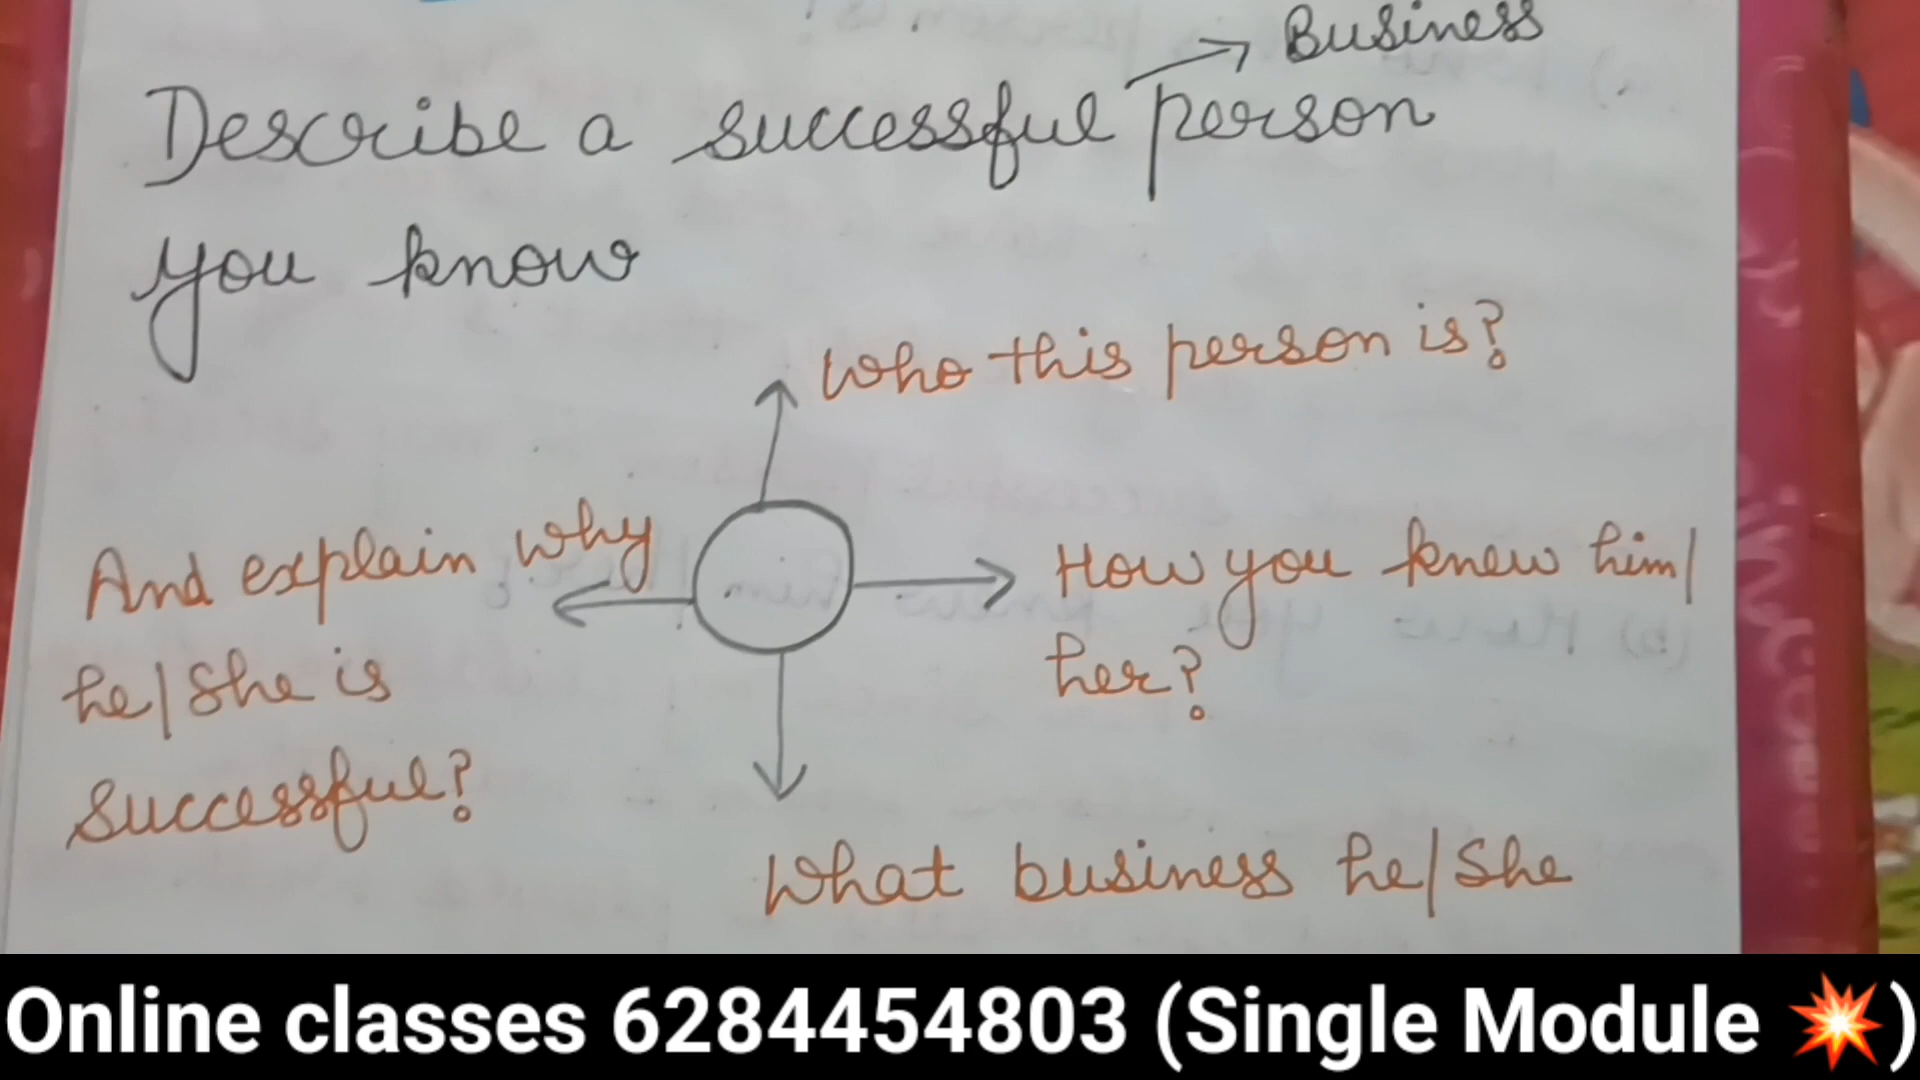 Business
Describe a successful person
you know
Who this person is?
And explain why
he/She is
Successful?
How you knew him/
her?
What business he/She
Online classes 6284454803 (Single Module 💥)